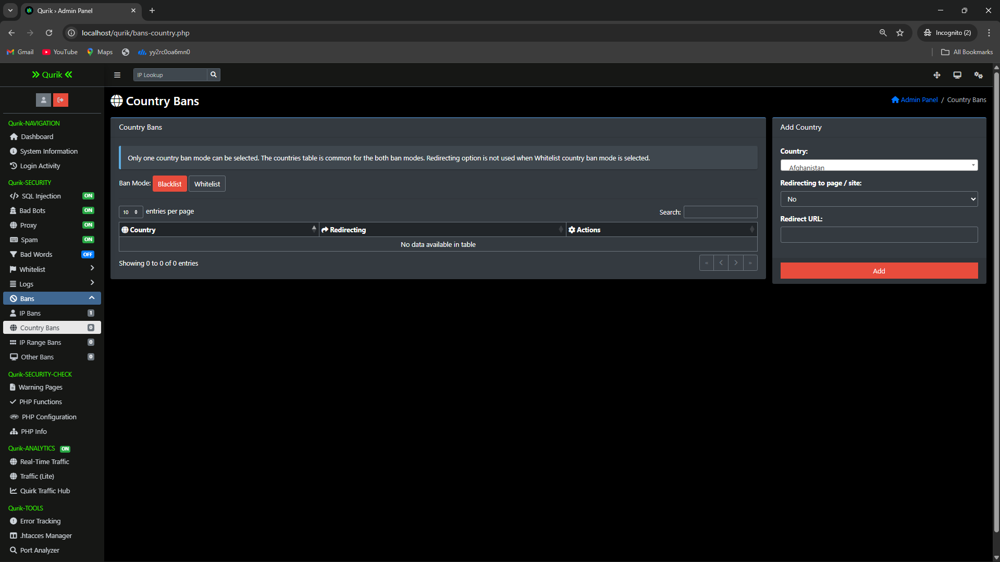 Qurik › Admin Panel
localhost/qurik/bans-country.php
Incognito (2)
Gmail
YouTube
Maps
yy2rc0oa6mn0
All Bookmarks
Qurik
IP Lookup
Country Bans
Admin Panel / Country Bans
Qurik-NAVIGATION
Dashboard
System Information
Login Activity
Qurik-SECURITY
SQL Injection ON
Bad Bots ON
Proxy ON
Spam ON
Bad Words OFF
Whitelist
Logs
Bans
IP Bans 1
Country Bans 0
IP Range Bans 0
Other Bans 0
Qurik-SECURITY-CHECK
Warning Pages
PHP Functions
php PHP Configuration
PHP Info
Qurik-ANALYTICS ON
Real-Time Traffic
Traffic (Lite)
Quirk Traffic Hub
Qurik-TOOLS
Error Tracking
.htacces Manager
Port Analyzer
Country Bans
Only one country ban mode can be selected. The countries table is common for the both ban modes. Redirecting option is not used when Whitelist country ban mode is selected.
Ban Mode: Blacklist Whitelist
10 entries per page
Search:
Country Redirecting Actions
No data available in table
Showing 0 to 0 of 0 entries
« ‹ › »
Add Country
Country:
Afghanistan
Redirecting to page / site:
No
Redirect URL:
Add